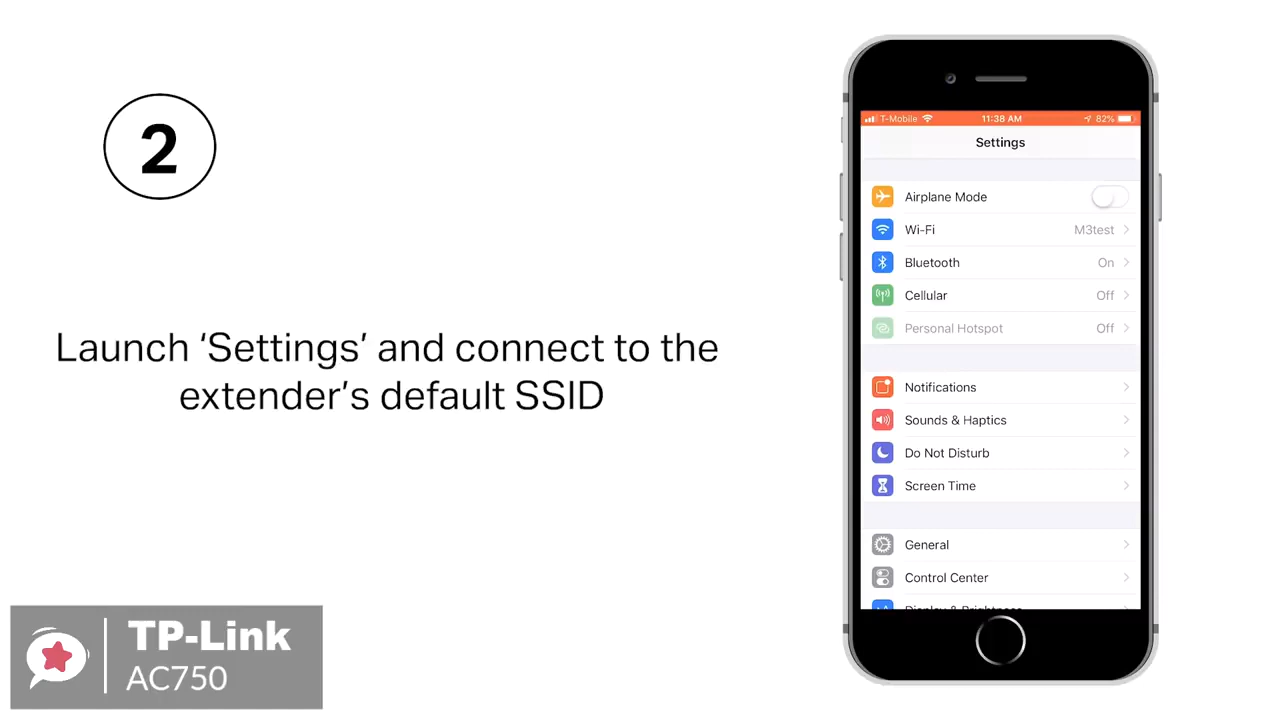 2
Launch ‘Settings’ and connect to the
extender’s default SSID
TP-Link
AC750
T-Mobile 11:38 AM 82%
Settings
Airplane Mode
Wi-Fi M3test
Bluetooth On
Cellular Off
Personal Hotspot Off
Notifications
Sounds & Haptics
Do Not Disturb
Screen Time
General
Control Center
Display & Brightness